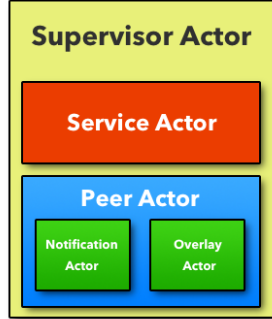 Supervisor Actor
Service Actor
Peer Actor
Notification Overlay
Actor Actor